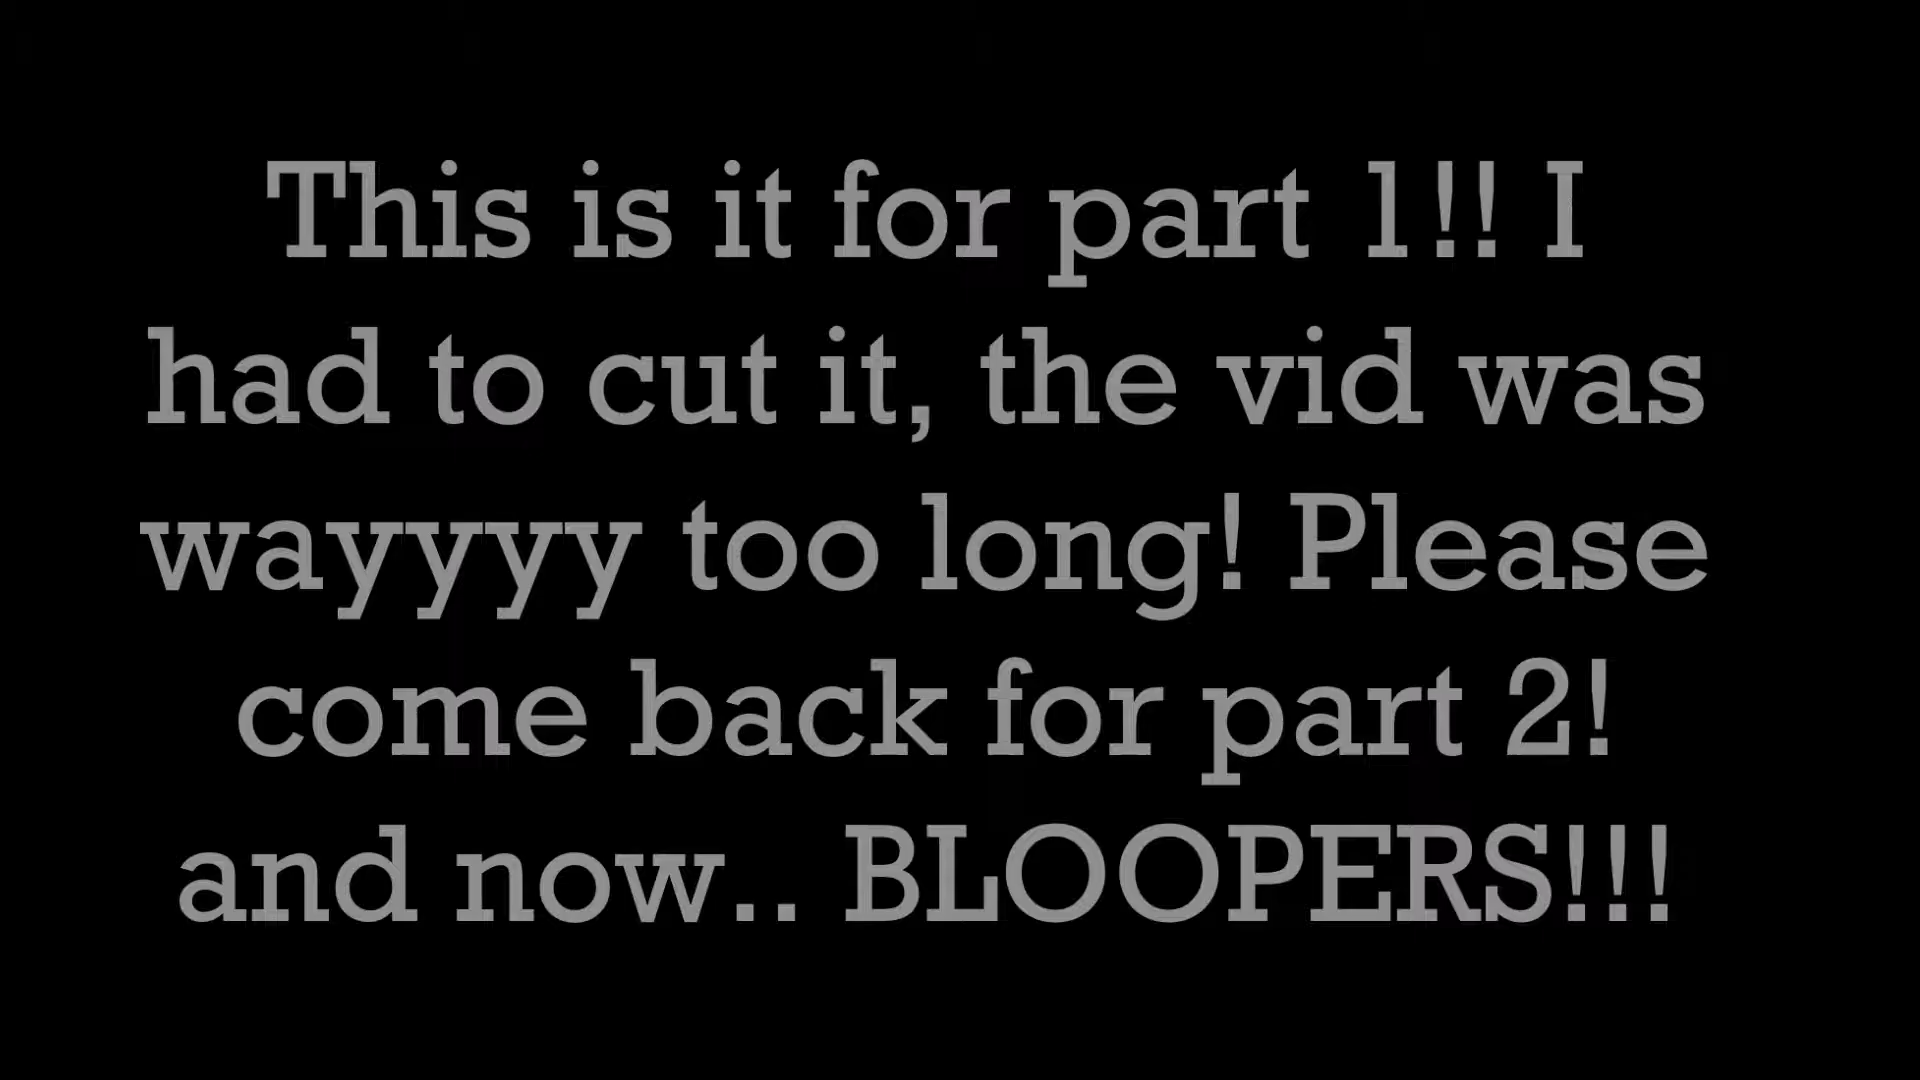 This is it for part 1!! I
had to cut it, the vid was
wayyyy too long! Please
come back for part 2!
and now.. BLOOPERS!!!